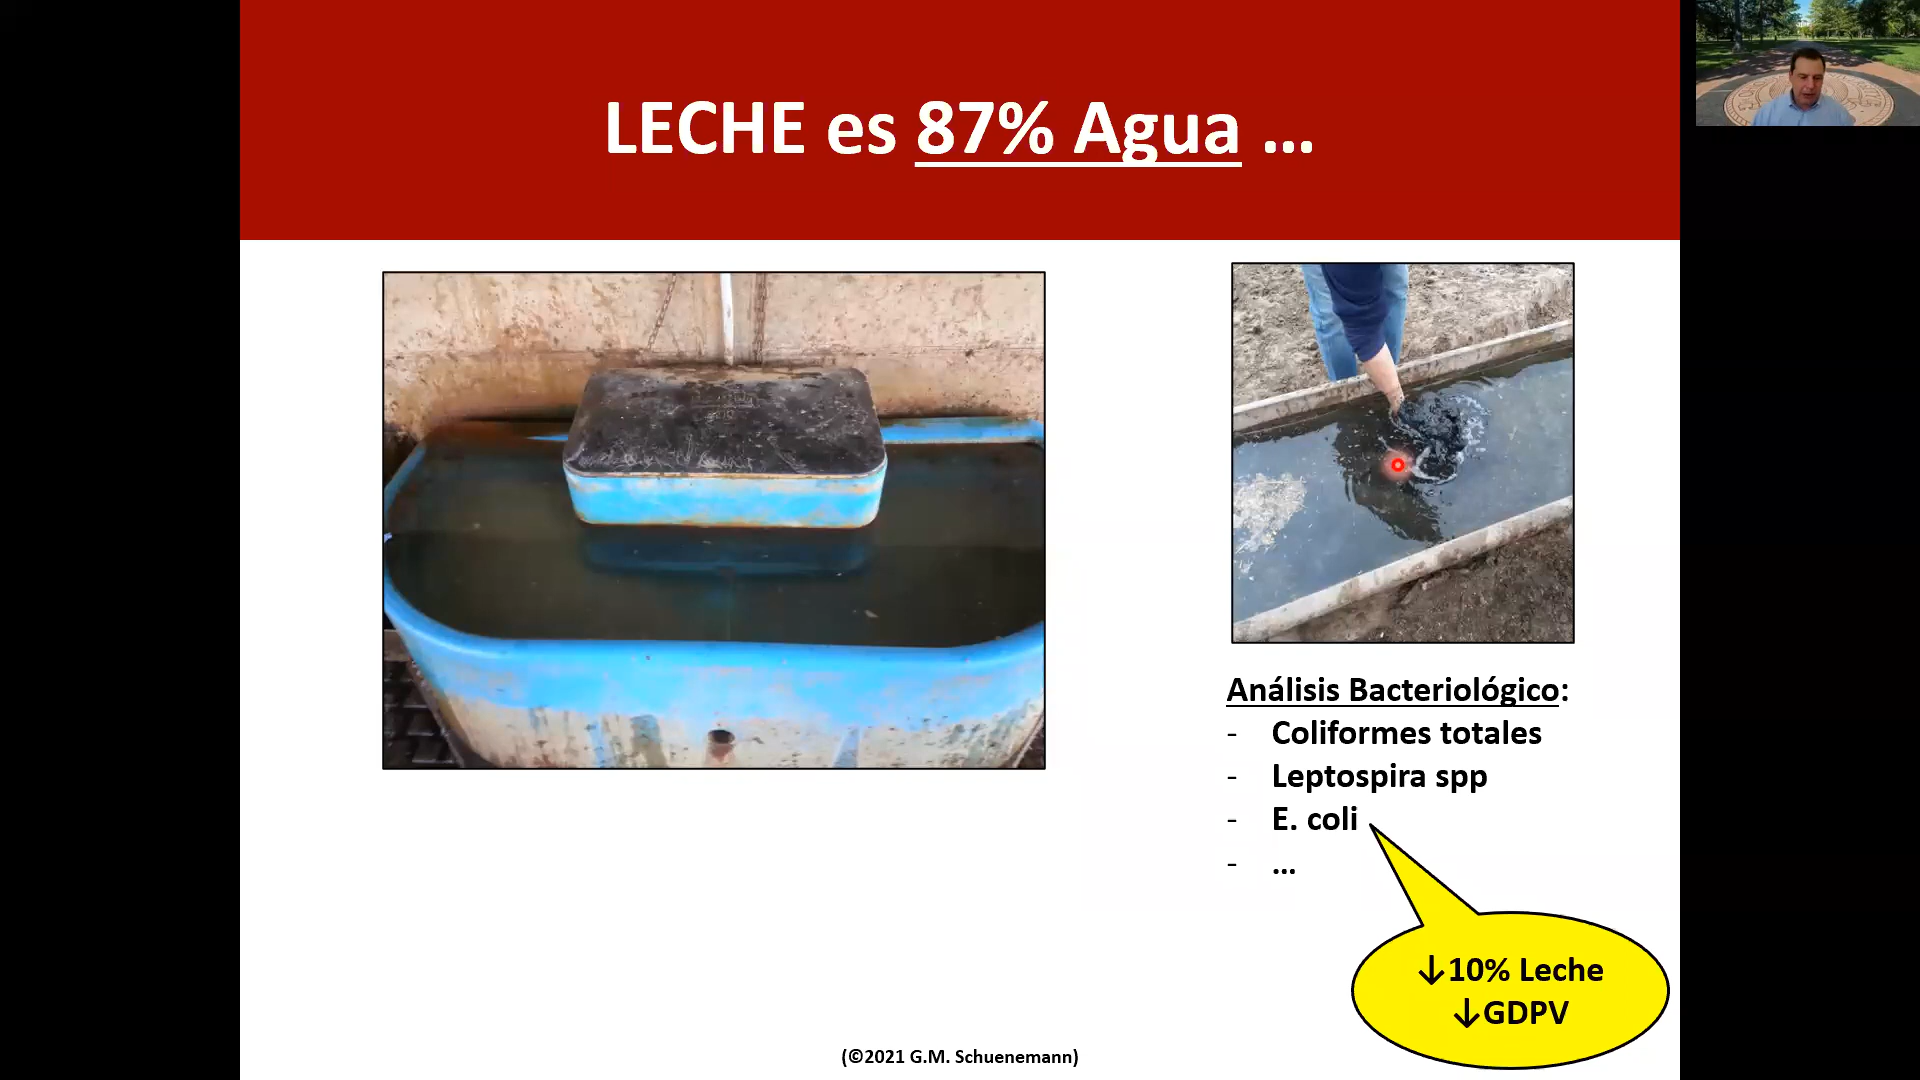 LECHE es 87% Agua ...
Análisis Bacteriológico:
- Coliformes totales
- Leptospira spp
- E. coli
- ...
↓10% Leche
↓GDPV
(©2021 G.M. Schuenemann)